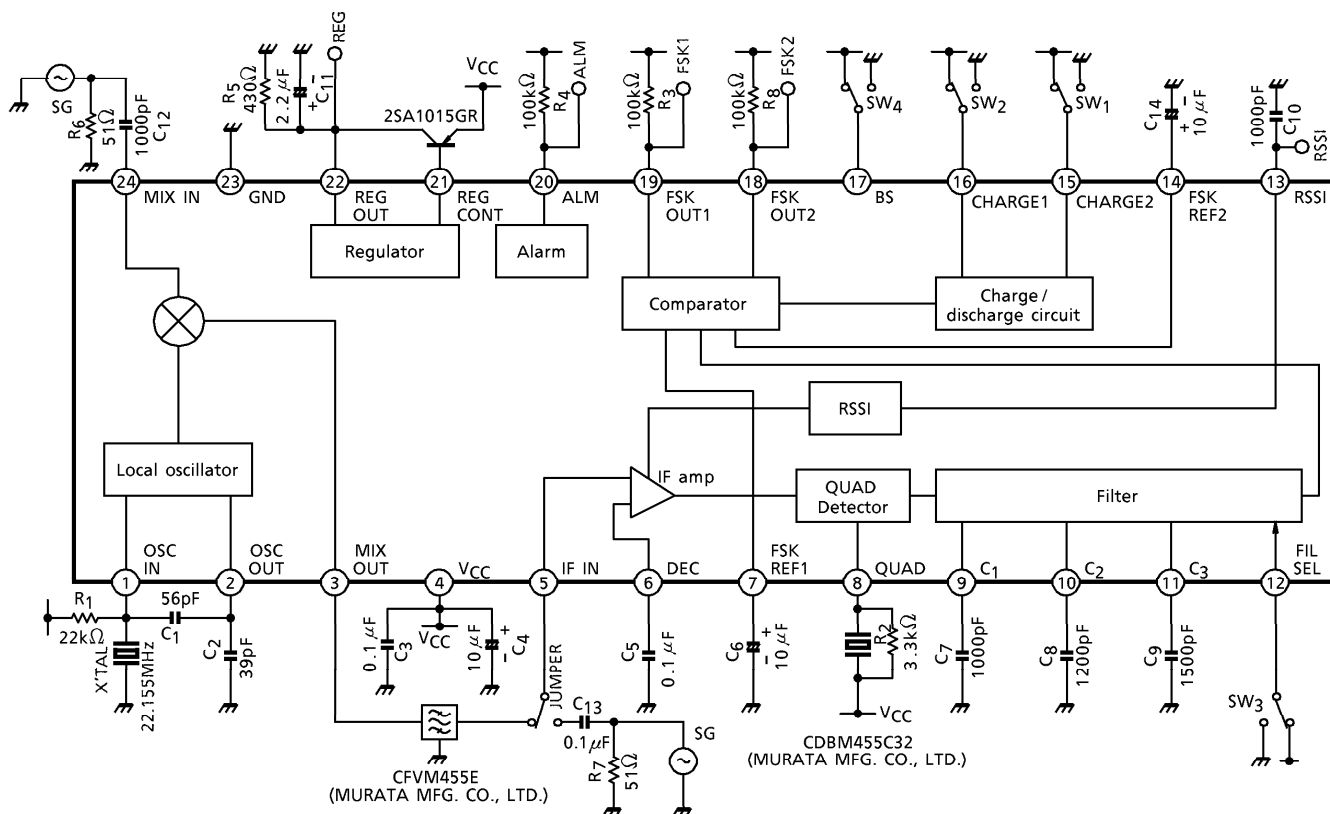 REG
ALM
FSK1
FSK2
VCC
SG
R6
51Ω
1000pF
C12
R5
430Ω
2.2μF
+
−
C11
2SA1015GR
100kΩ
R4
100kΩ
R3
100kΩ
R8
SW4
SW2
SW1
C14
+
−
10μF
1000pF
C10
RSSI
24
23
22
21
20
19
18
17
16
15
14
13
MIX IN
GND
REG
OUT
REG
CONT
ALM
FSK
OUT1
FSK
OUT2
BS
CHARGE1
CHARGE2
FSK
REF2
RSSI
Regulator
Alarm
Comparator
Charge/
discharge circuit
RSSI
Local oscillator
IF amp
QUAD
Detector
Filter
OSC
IN
OSC
OUT
MIX
OUT
VCC
IF IN
DEC
FSK
REF1
QUAD
C1
C2
C3
FIL
SEL
1
2
3
4
5
6
7
8
9
10
11
12
R1
22kΩ
56pF
C1
C2
39pF
X'TAL
22.155MHz
0.1μF
C3
VCC
10μF
+
−
C4
C5
0.1μF
C6
+
−
10μF
R2
3.3kΩ
VCC
C7
1000pF
C8
1200pF
C9
1500pF
SW3
JUMPER
C13
0.1μF
R7
51Ω
SG
CFVM455E
(MURATA MFG. CO., LTD.)
CDBM455C32
(MURATA MFG. CO., LTD.)